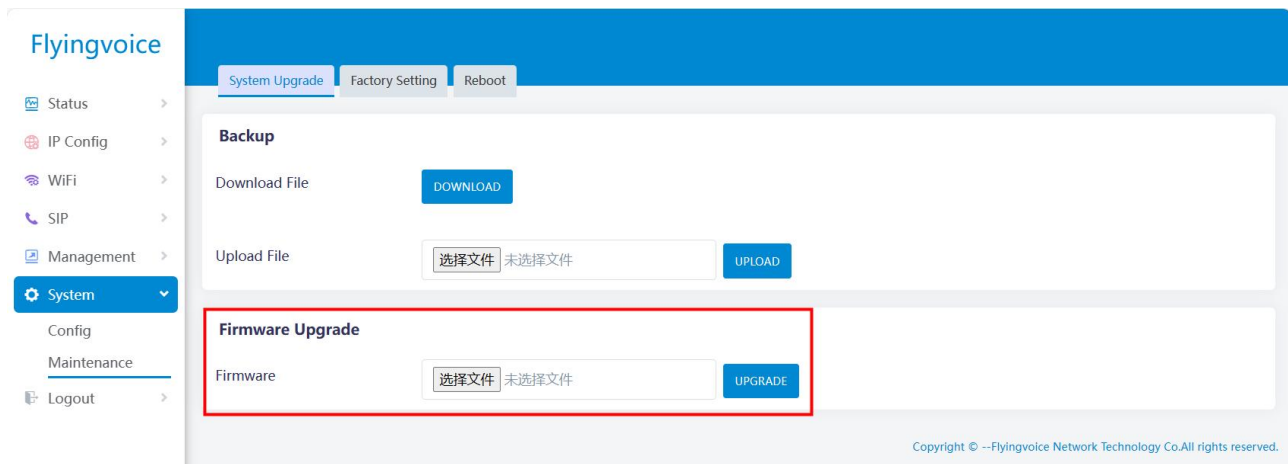 Flyingvoice
System Upgrade Factory Setting Reboot
Status
IP Config
WiFi
SIP
Management
System
Config
Maintenance
Logout
Backup
Download File DOWNLOAD
Upload File 选择文件 未选择文件 UPLOAD
Firmware Upgrade
Firmware 选择文件 未选择文件 UPGRADE
Copyright © --Flyingvoice Network Technology Co.All rights reserved.